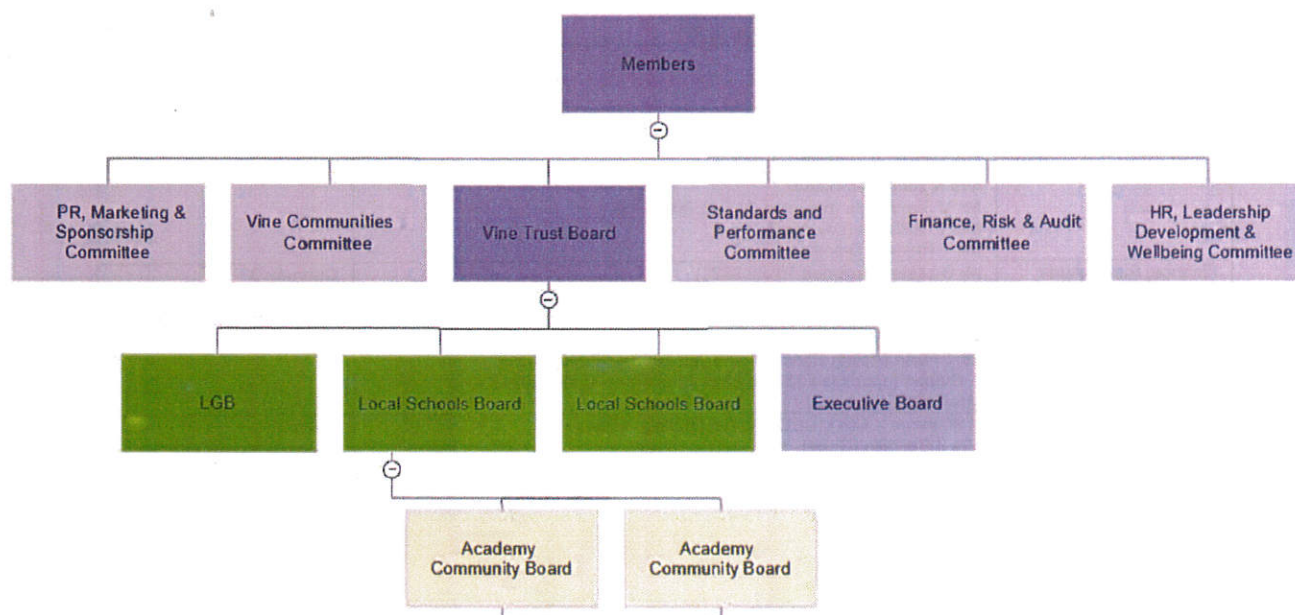 Members
PR, Marketing &
Sponsorship
Committee
Vine Communities
Committee
Vine Trust Board
Standards and
Performance
Committee
Finance, Risk & Audit
Committee
HR, Leadership
Development &
Wellbeing Committee
LGB
Local Schools Board
Local Schools Board
Executive Board
Academy
Community Board
Academy
Community Board